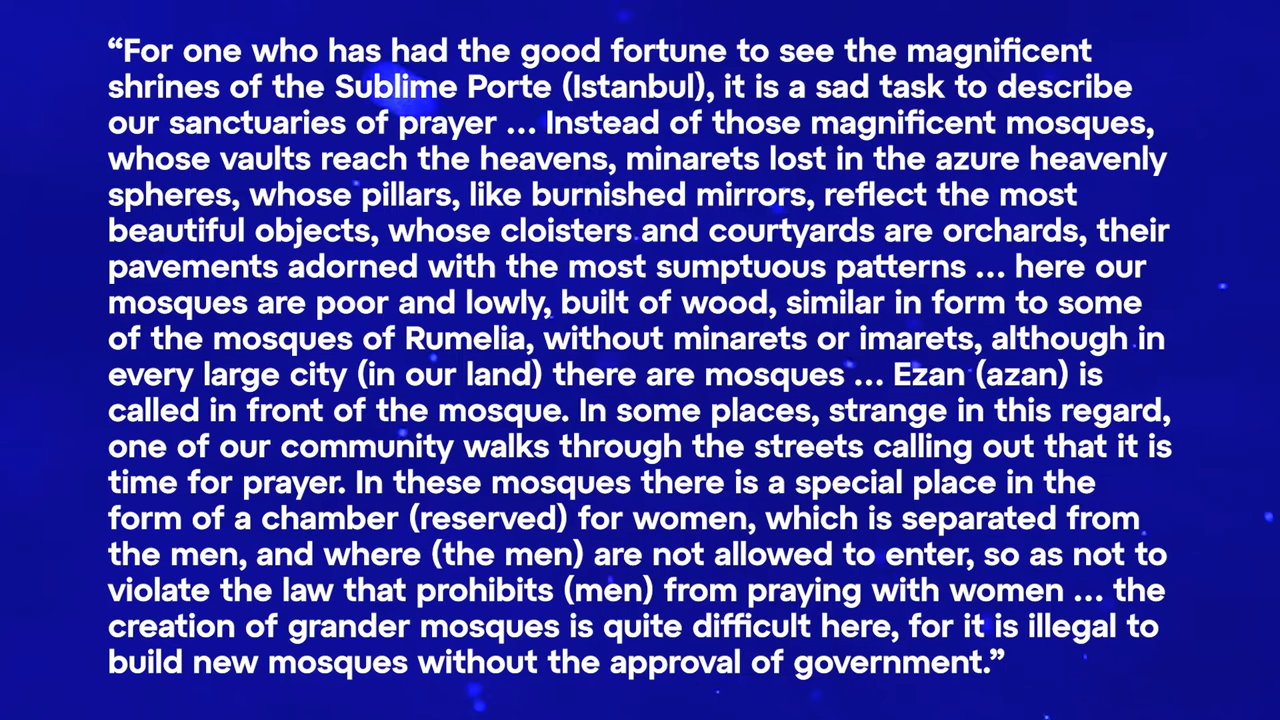 “For one who has had the good fortune to see the magnificent
shrines of the Sublime Porte (Istanbul), it is a sad task to describe
our sanctuaries of prayer … Instead of those magnificent mosques,
whose vaults reach the heavens, minarets lost in the azure heavenly
spheres, whose pillars, like burnished mirrors, reflect the most
beautiful objects, whose cloisters and courtyards are orchards, their
pavements adorned with the most sumptuous patterns … here our
mosques are poor and lowly, built of wood, similar in form to some
of the mosques of Rumelia, without minarets or imarets, although in
every large city (in our land) there are mosques … Ezan (azan) is
called in front of the mosque. In some places, strange in this regard,
one of our community walks through the streets calling out that it is
time for prayer. In these mosques there is a special place in the
form of a chamber (reserved) for women, which is separated from
the men, and where (the men) are not allowed to enter, so as not to
violate the law that prohibits (men) from praying with women … the
creation of grander mosques is quite difficult here, for it is illegal to
build new mosques without the approval of government.”